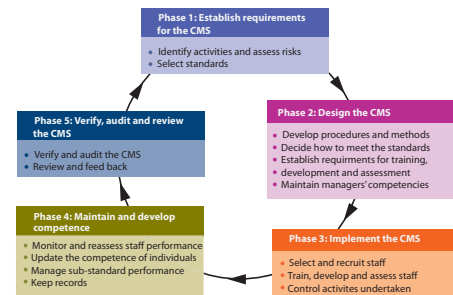 Phase 1: Establish requirements
for the CMS
• Identify activities and assess risks
• Select standards
Phase 2: Design the CMS
• Develop procedures and methods
• Decide how to meet the standards
• Establish requirments for training,
• development and assessment
• Maintain managers' competencies
Phase 3: Implement the CMS
• Select and recruit staff
• Train, develop and assess staff
• Control activites undertaken
Phase 4: Maintain and develop
competence
• Monitor and reassess staff performance
• Update the competence of individuals
• Manage sub-standard performance
• Keep records
Phase 5: Verify, audit and review
the CMS
• Verify and audit the CMS
• Review and feed back